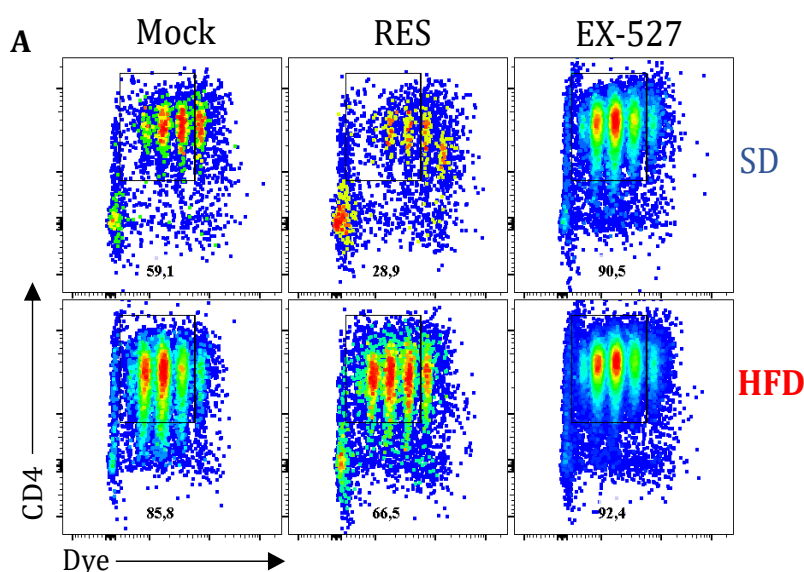 A
Mock RES EX-527
SD
59,1 28,9 90,5
HFD
CD4
85,8 66,5 92,4
Dye